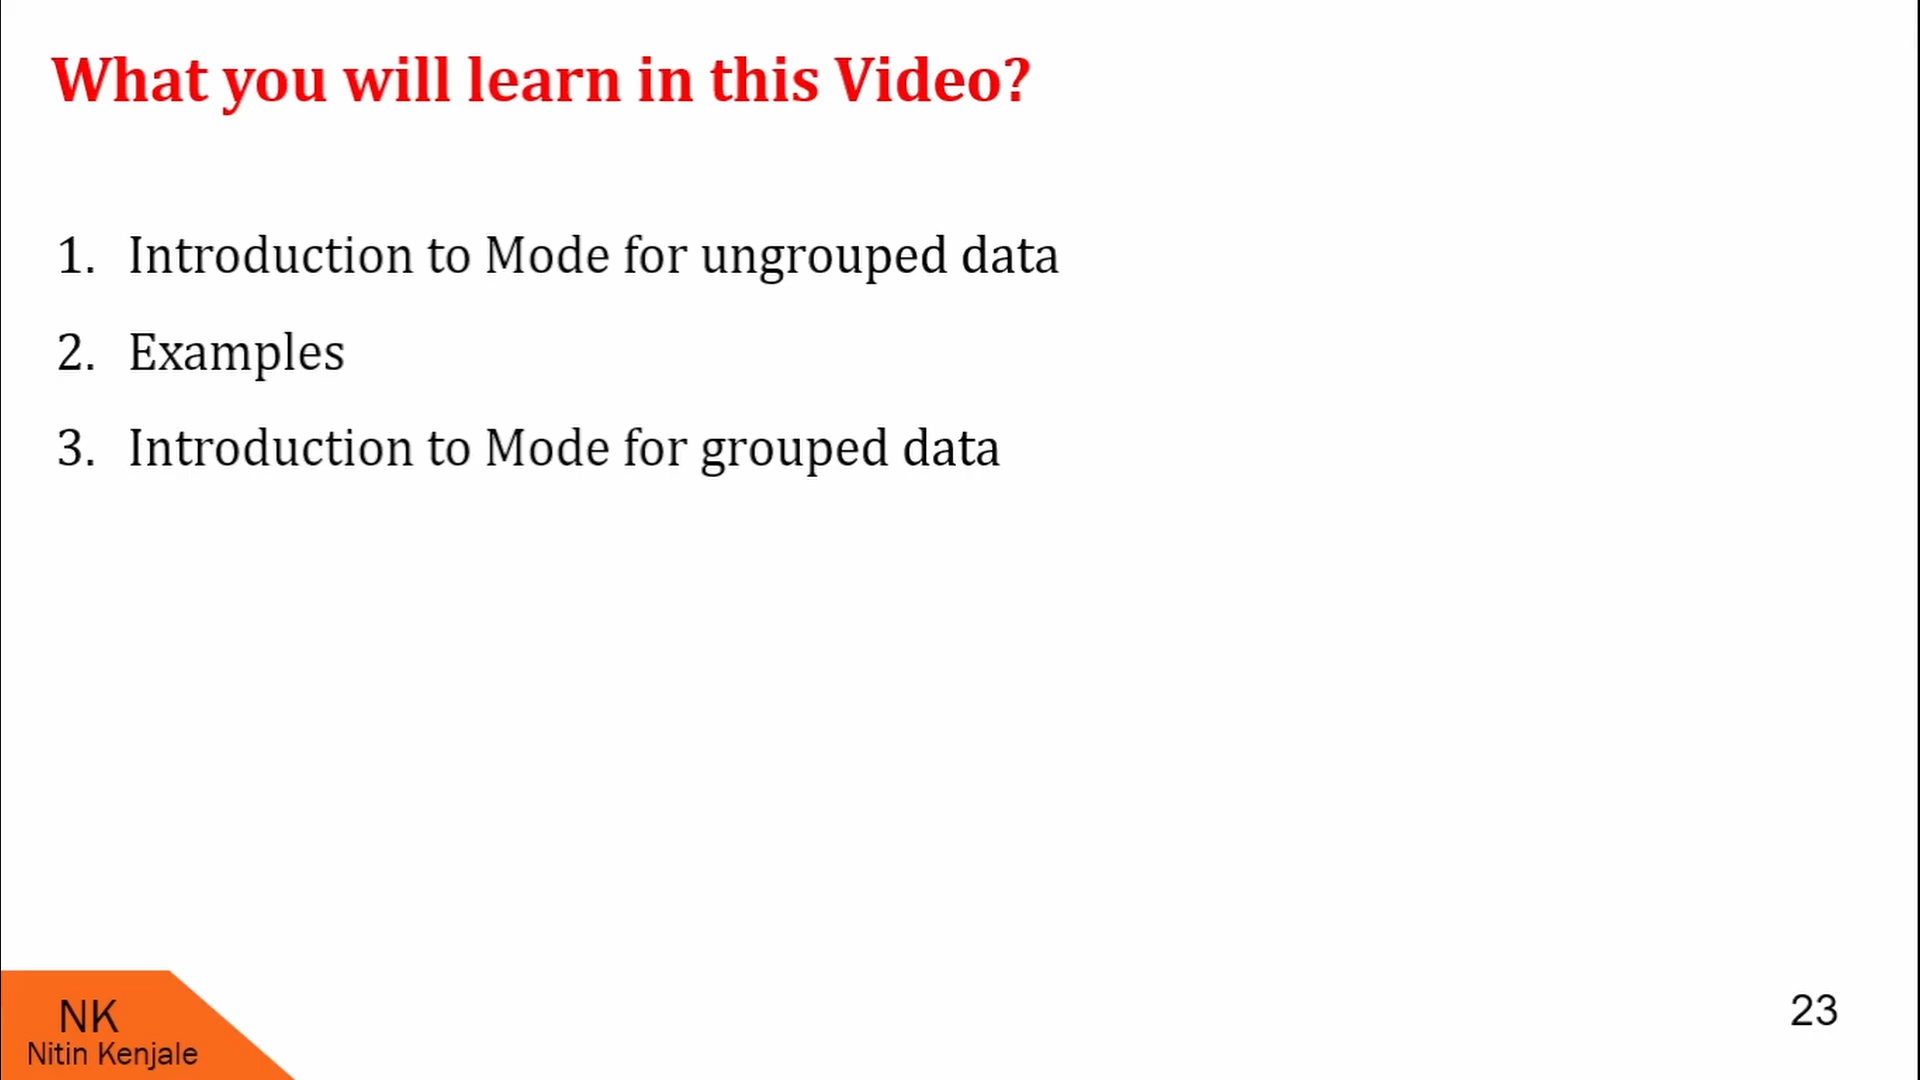 What you will learn in this Video?
1. Introduction to Mode for ungrouped data
2. Examples
3. Introduction to Mode for grouped data
NK
Nitin Kenjale
23